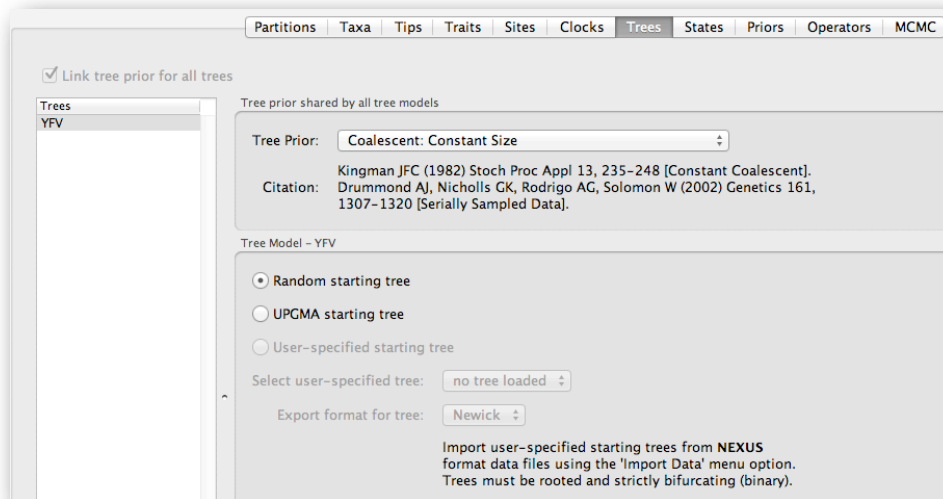 Partitions Taxa Tips Traits Sites Clocks Trees States Priors Operators MCMC
Link tree prior for all trees
Trees
YFV
Tree prior shared by all tree models
Tree Prior: Coalescent: Constant Size
Kingman JFC (1982) Stoch Proc Appl 13, 235-248 [Constant Coalescent].
Citation: Drummond AJ, Nicholls GK, Rodrigo AG, Solomon W (2002) Genetics 161,
1307-1320 [Serially Sampled Data].
Tree Model - YFV
Random starting tree
UPGMA starting tree
User-specified starting tree
Select user-specified tree: no tree loaded
Export format for tree: Newick
Import user-specified starting trees from NEXUS
format data files using the 'Import Data' menu option.
Trees must be rooted and strictly bifurcating (binary).